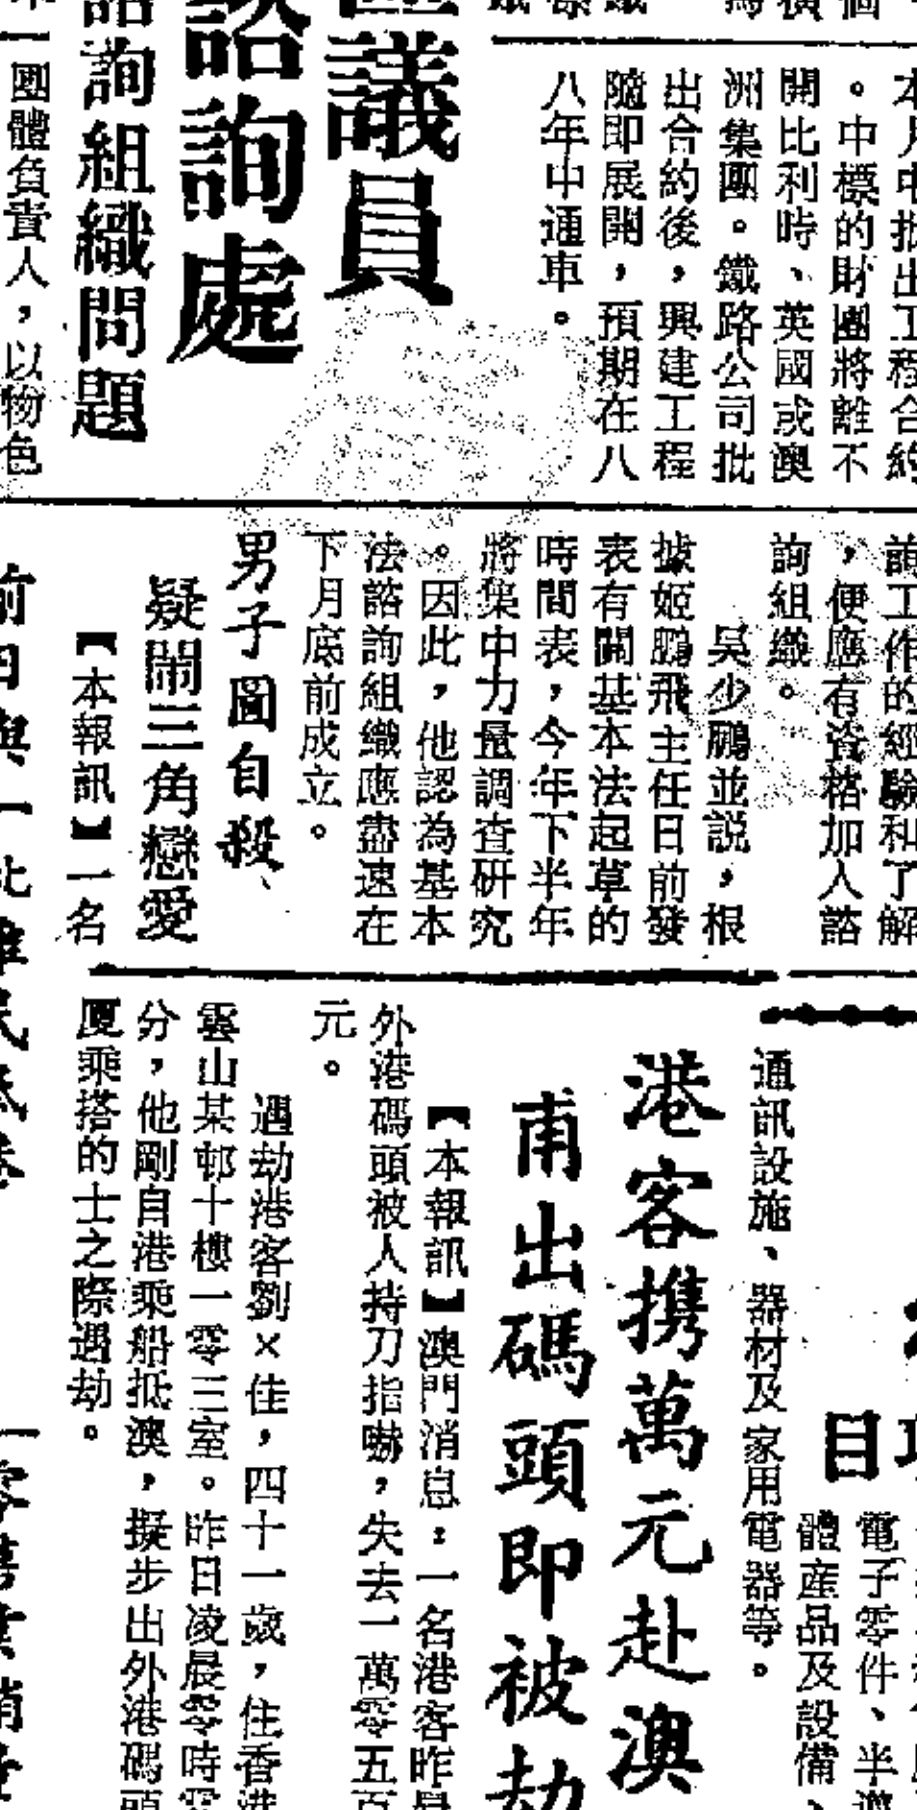 個
橫
本月中批出工程合約
。中標的財團將離不
開比利時、英國或澳
洲集團。鐵路公司批
出合約後，興建工程
隨即展開，預期在八
八年中通車。
議員
諮詢處
詢組織問題
團體負責人，以物色
詢工作的經驗和了解
，便應有資格加入諮
詢組織。
吳少鵬並説，根
據姬鵬飛主任日前發
表有關基本法起草的
時間表，今年下半年
將集中力量調查研究
。因此，他認為基本
法諮詢組織應盡速在
下月底前成立。
男子圖自殺、
疑鬧三角戀愛
【本報訊】一名
目
電子零件、半導
體產品及設備、
通訊設施、器材及家用電器等。
港客携萬元赴澳
甫出碼頭即被劫
【本報訊】澳門消息：一名港客昨晨
外港碼頭被人持刀指嚇，失去一萬零五百
元。
遇劫港客劉×佳，四十一歲，住香港
雲山某邨十樓一零三室。昨日凌晨零時零
分，他剛自港乘船抵澳，擬步出外港碼頭
厦乘搭的士之際遇劫。